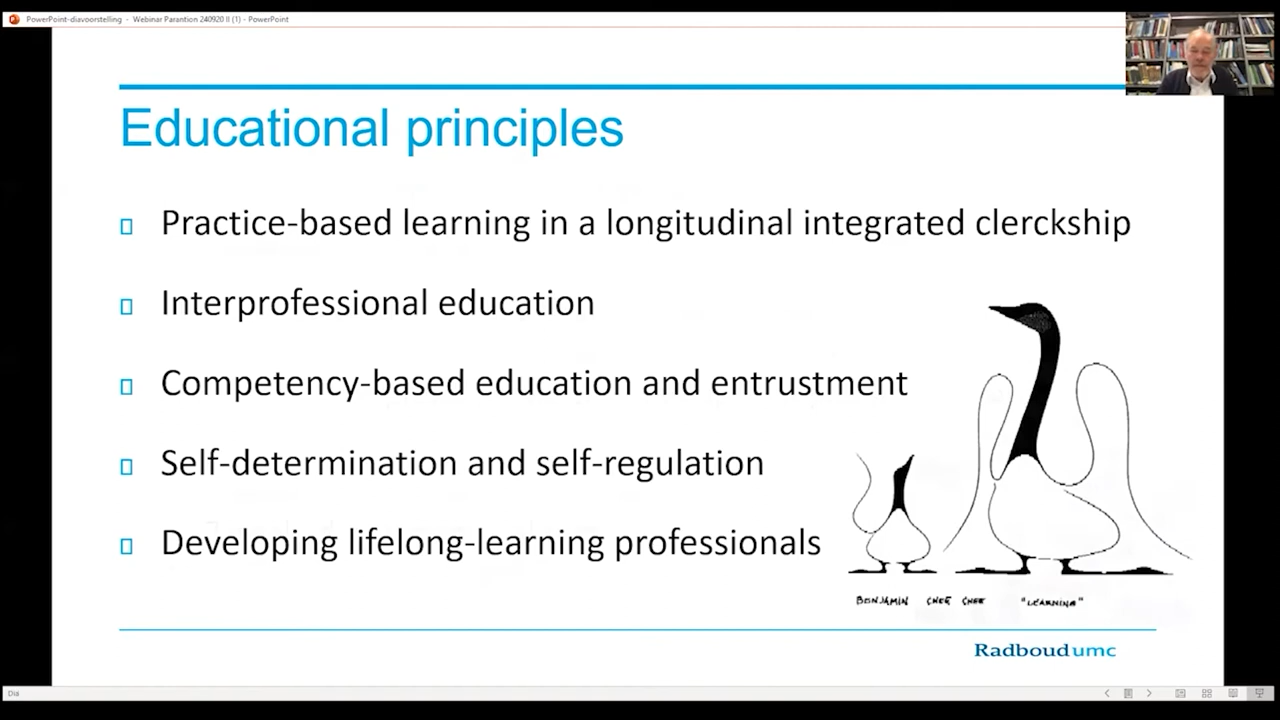 PowerPoint-diavoorstelling - Webinar Parantion 240920 II (1) - PowerPoint
Educational principles
Practice-based learning in a longitudinal integrated clerckship
Interprofessional education
Competency-based education and entrustment
Self-determination and self-regulation
Developing lifelong-learning professionals
BENJAMIN CHEE CHEE "LEARNING"
Radboudumc
Dia